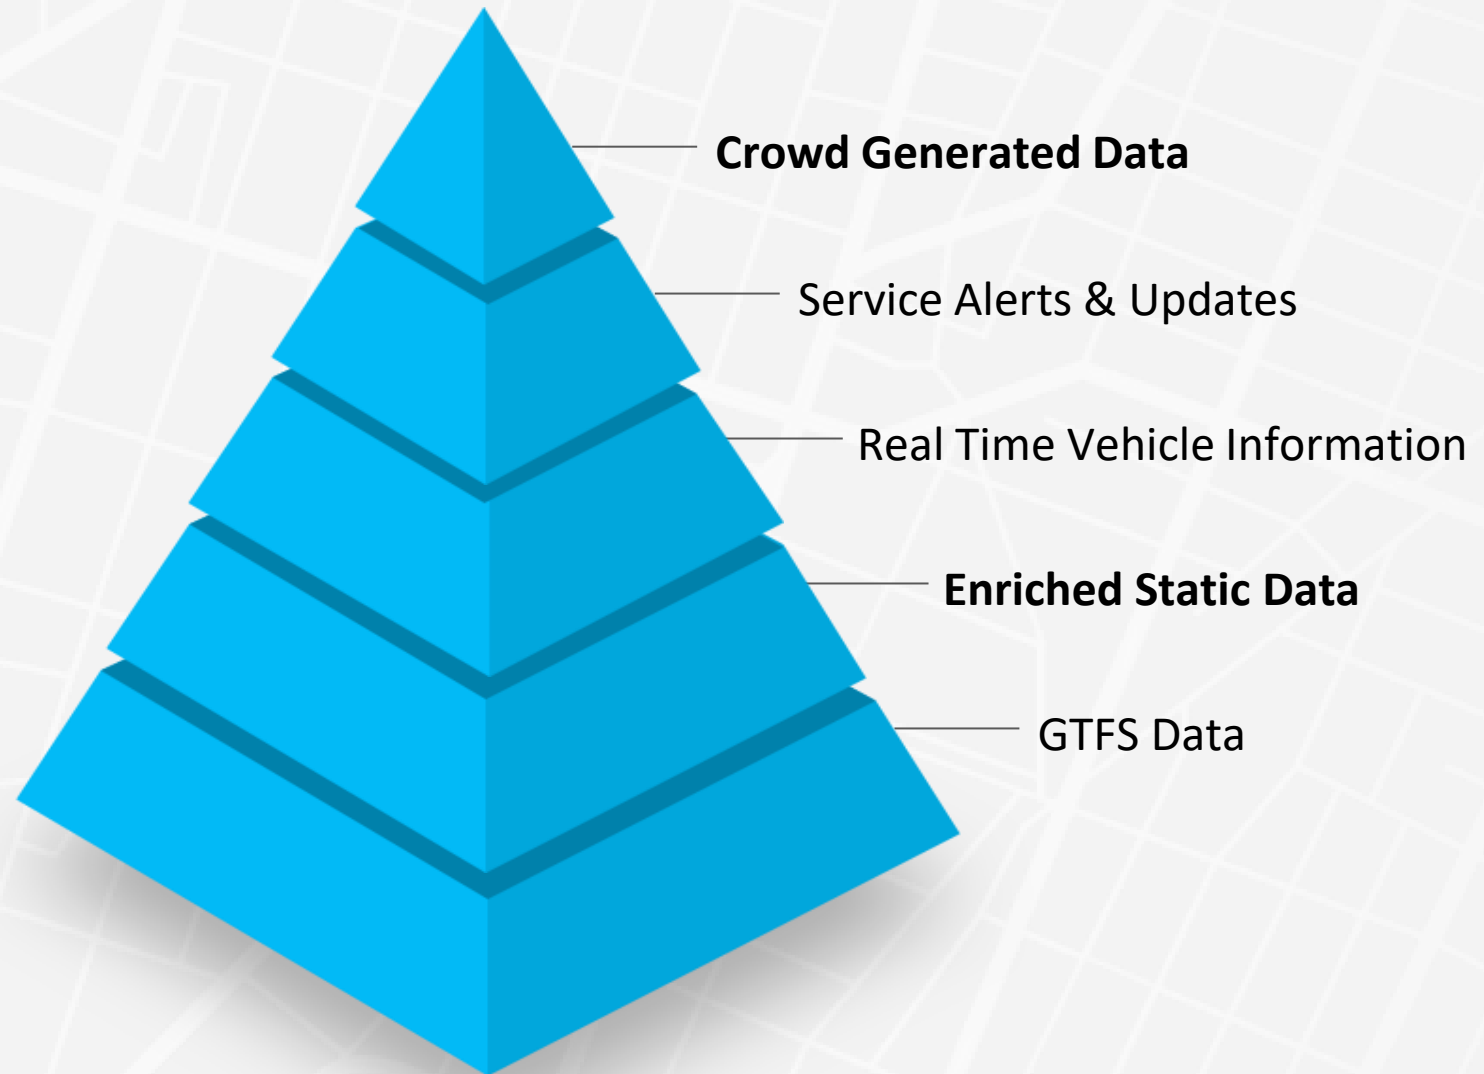 Crowd Generated Data
Service Alerts & Updates
Real Time Vehicle Information
Enriched Static Data
GTFS Data